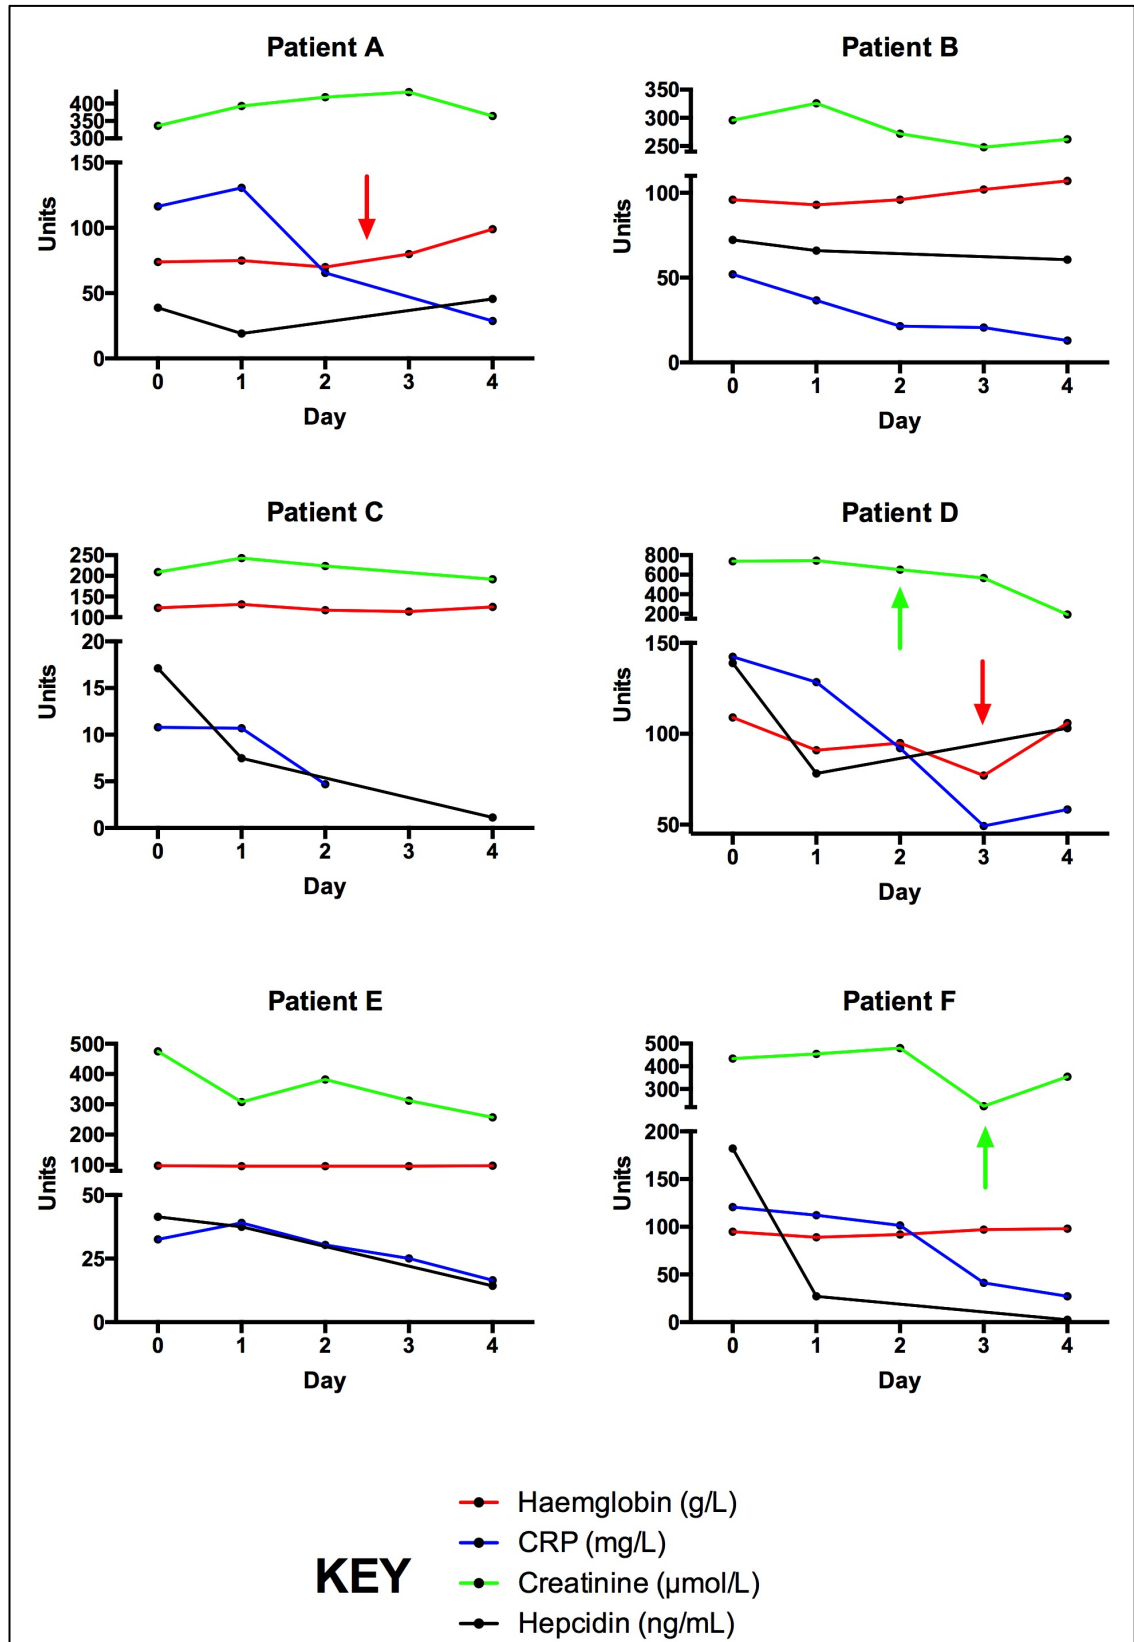 Patient A
400
350
300
150
100
50
0
Units
0 1 2 3 4
Day
Patient B
350
300
250
100
50
0
Units
0 1 2 3 4
Day
Patient C
250
200
150
100
20
15
10
5
0
Units
0 1 2 3 4
Day
Patient D
800
600
400
200
150
100
50
Units
0 1 2 3 4
Day
Patient E
500
400
300
200
100
50
25
0
Units
0 1 2 3 4
Day
Patient F
500
400
300
200
150
100
50
0
Units
0 1 2 3 4
Day
KEY
Haemglobin (g/L)
CRP (mg/L)
Creatinine (µmol/L)
Hepcidin (ng/mL)